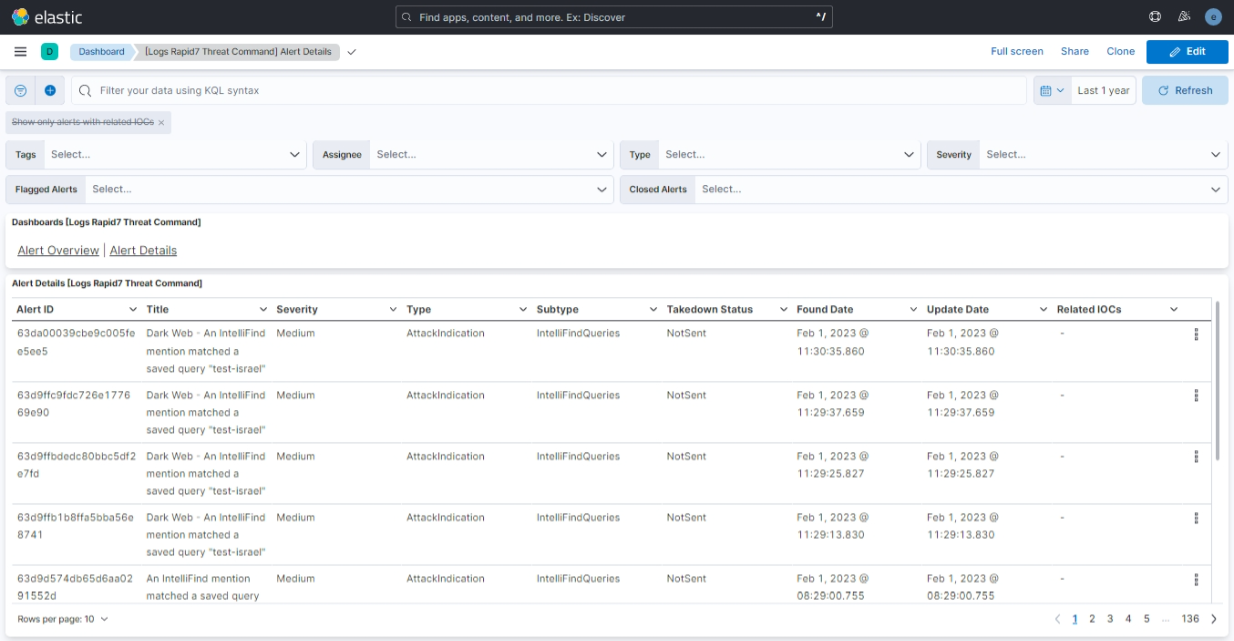 elastic
Find apps, content, and more. Ex: Discover
^/
e
D
Dashboard
[Logs Rapid7 Threat Command] Alert Details
Full screen
Share
Clone
Edit
Filter your data using KQL syntax
Last 1 year
Refresh
Show only alerts with related IOCs ×
Tags Select...
Assignee Select...
Type Select...
Severity Select...
Flagged Alerts Select...
Closed Alerts Select...
Dashboards [Logs Rapid7 Threat Command]
Alert Overview | Alert Details
Alert Details [Logs Rapid7 Threat Command]
Alert ID Title Severity Type Subtype Takedown Status Found Date Update Date Related IOCs
63da00039cbe9c005fe Dark Web - An IntelliFind Medium AttackIndication IntelliFindQueries NotSent Feb 1, 2023 @ Feb 1, 2023 @ -
e5ee5 mention matched a 11:30:35.860 11:30:35.860
saved query "test-israel"
63d9ffc9fdc726e1776 Dark Web - An IntelliFind Medium AttackIndication IntelliFindQueries NotSent Feb 1, 2023 @ Feb 1, 2023 @ -
69e90 mention matched a 11:29:37.659 11:29:37.659
saved query "test-israel"
63d9ffbdedc80bbc5df2 Dark Web - An IntelliFind Medium AttackIndication IntelliFindQueries NotSent Feb 1, 2023 @ Feb 1, 2023 @ -
e7fd mention matched a 11:29:25.827 11:29:25.827
saved query "test-israel"
63d9ffb1b8ffa5bba56e Dark Web - An IntelliFind Medium AttackIndication IntelliFindQueries NotSent Feb 1, 2023 @ Feb 1, 2023 @ -
8741 mention matched a 11:29:13.830 11:29:13.830
saved query "test-israel"
63d9d574db65d6aa02 An IntelliFind mention Medium AttackIndication IntelliFindQueries NotSent Feb 1, 2023 @ Feb 1, 2023 @ -
91552d matched a saved query 08:29:00.755 08:29:00.755
Rows per page: 10
1 2 3 4 5 ... 136